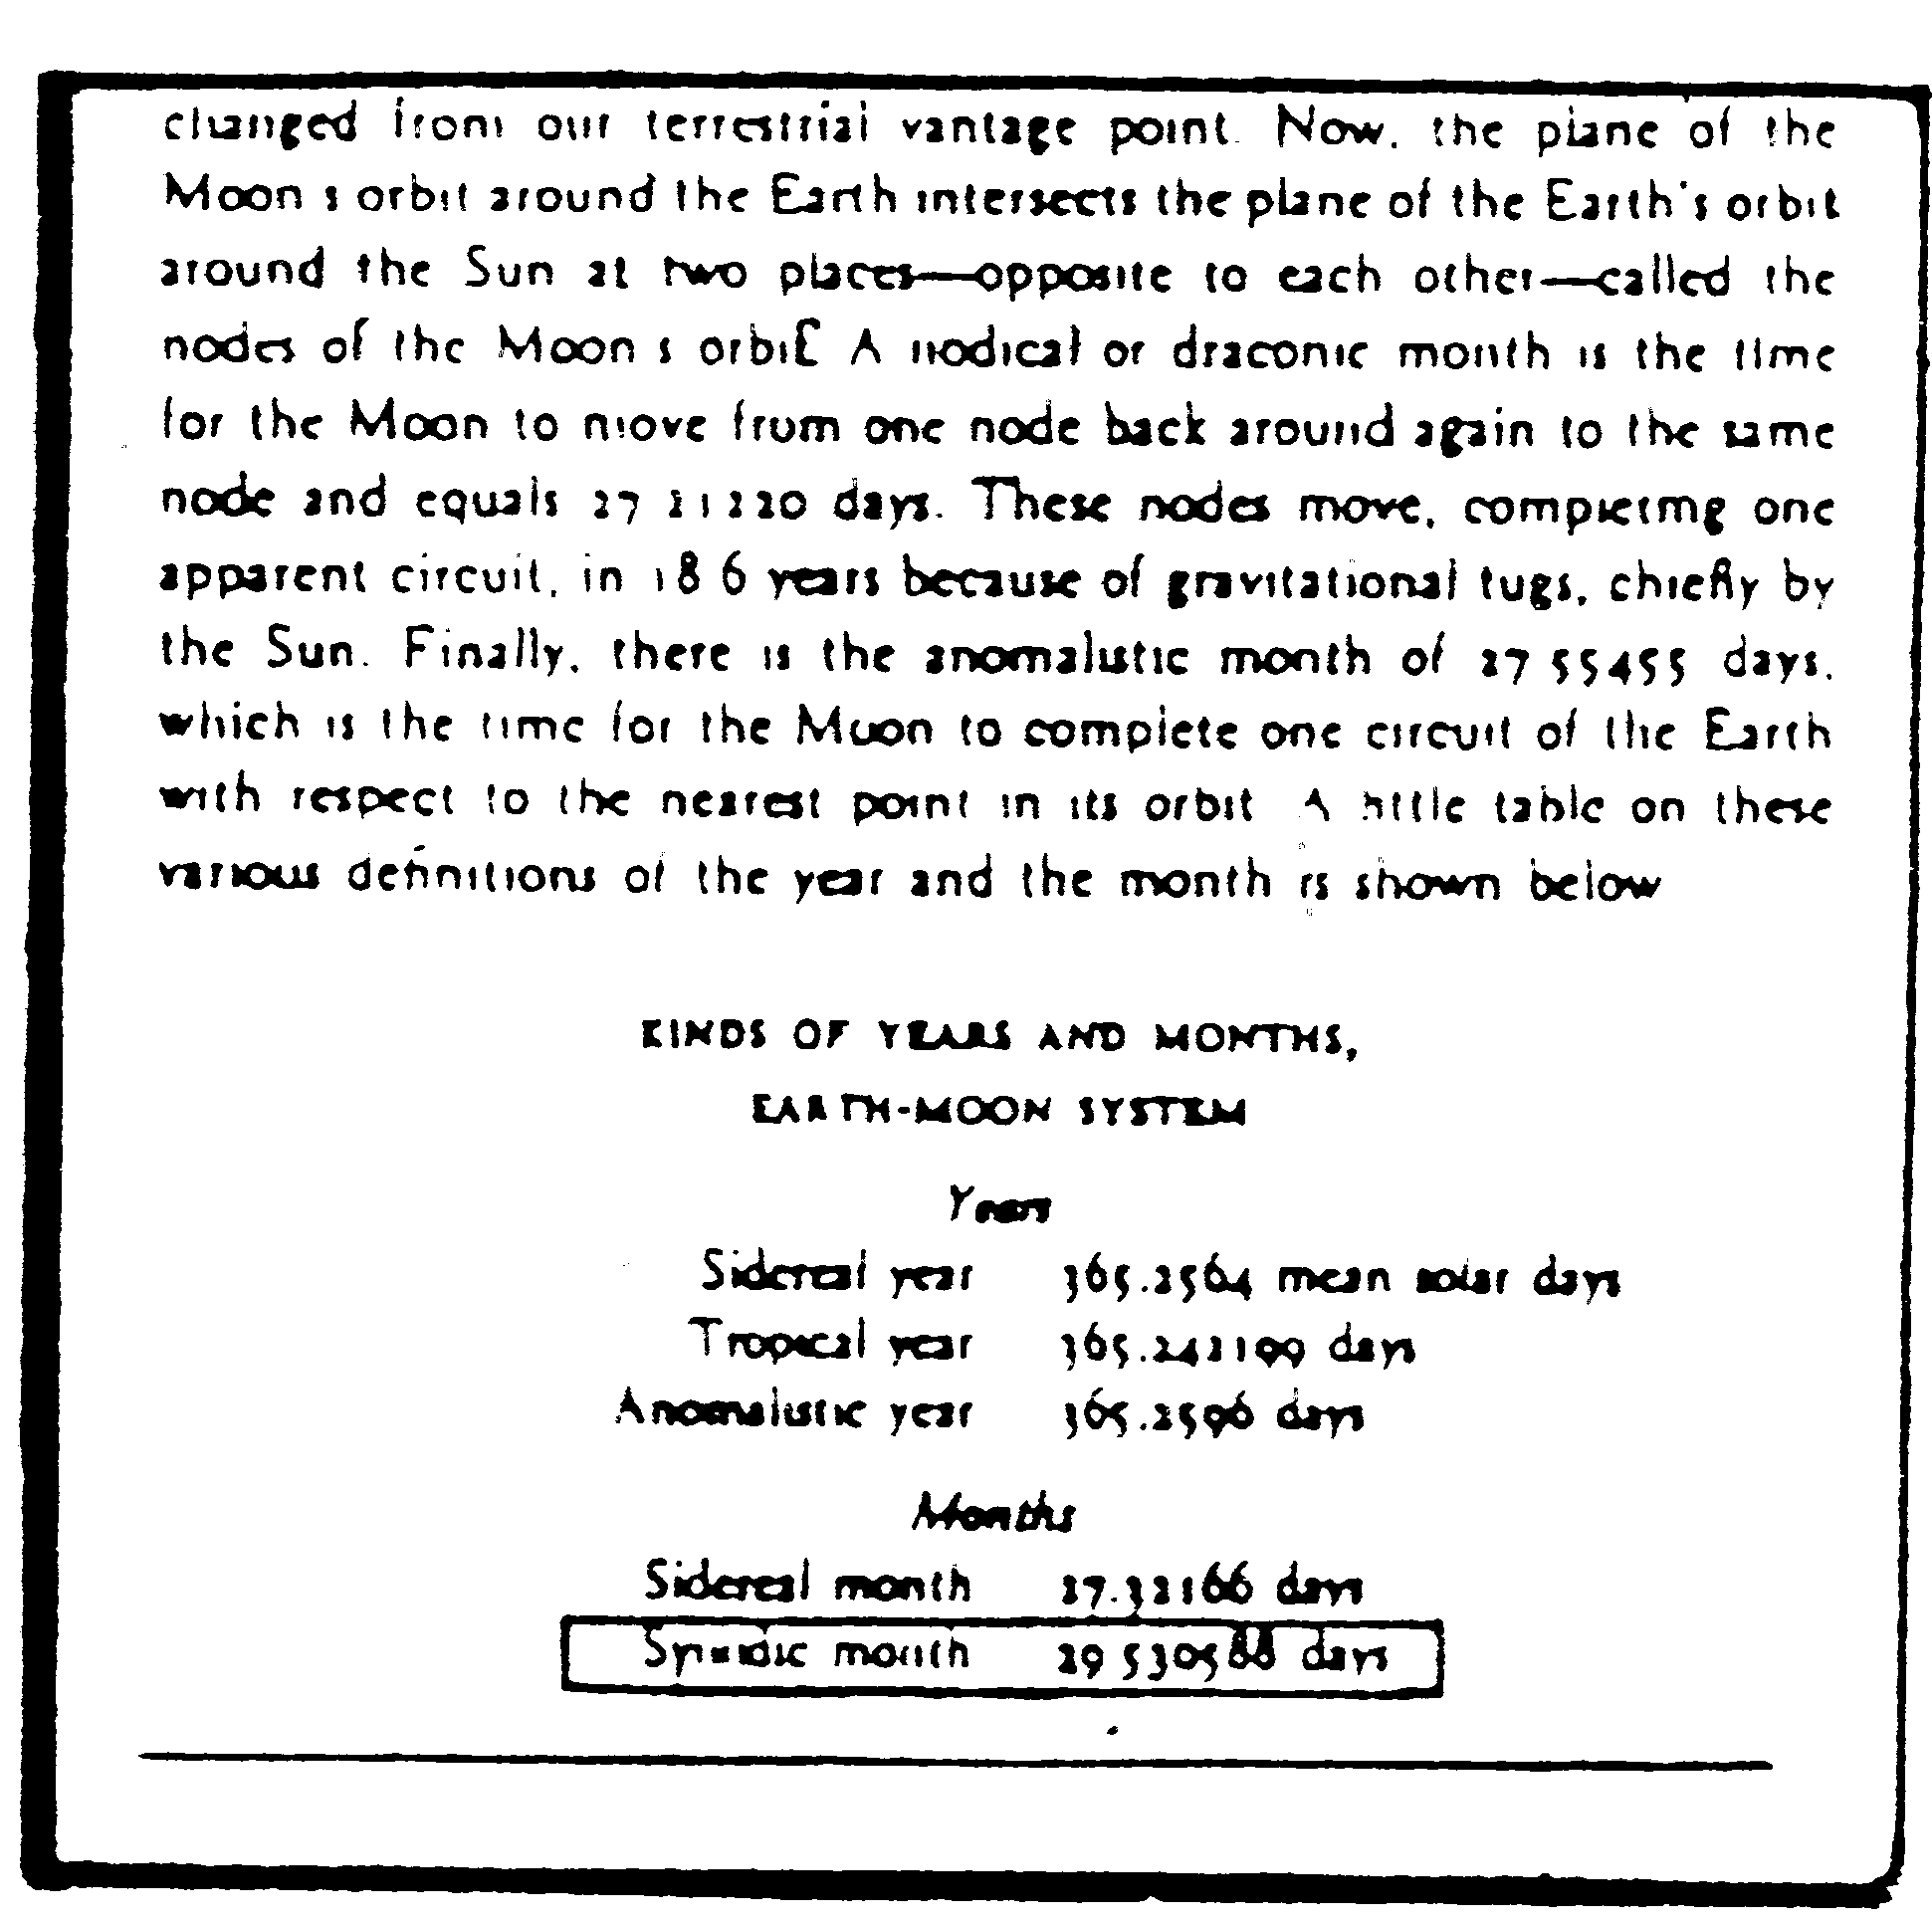 changed from our terrestrial vantage point. Now, the plane of the
Moon s orbit around the Earth intersects the plane of the Earth's orbit
around the Sun at two places—opposite to each other—called the
nodes of the Moon s orbit A nodical or draconic month is the time
for the Moon to move from one node back around again to the same
node and equals 27 21220 days. These nodes move, completing one
apparent circuit, in 18 6 years because of gravitational tugs, chiefly by
the Sun. Finally, there is the anomalistic month of 27 55455 days,
which is the time for the Moon to complete one circuit of the Earth
with respect to the nearest point in its orbit A little table on these
various definitions of the year and the month is shown below
KINDS OF YEARS AND MONTHS,
EARTH-MOON SYSTEM
Years
Sidereal year 365.2564 mean solar days
Tropical year 365.242199 days
Anomalistic year 365.2596 days
Months
Sidereal month 27.32166 days
Synodic month 29 530588 days